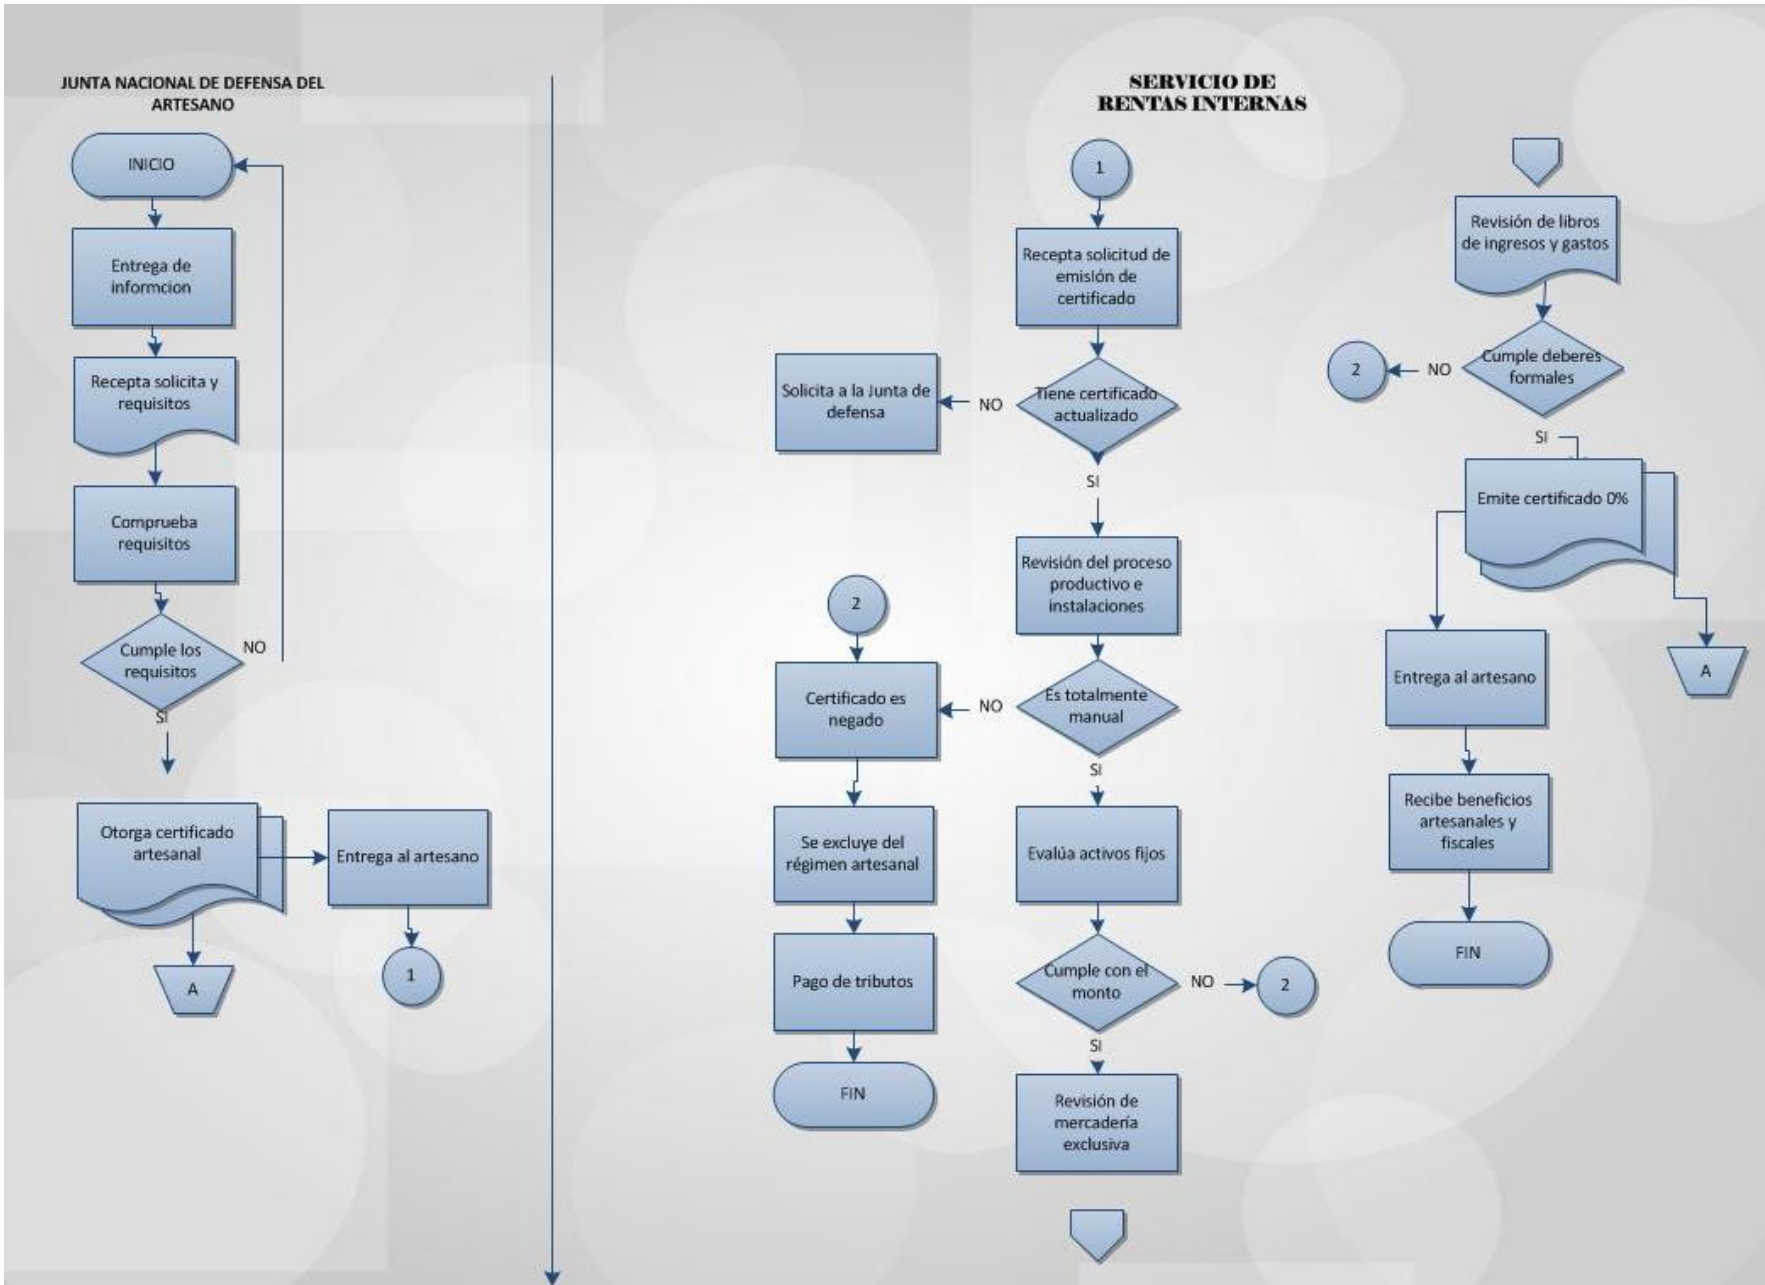 JUNTA NACIONAL DE DEFENSA DEL
ARTESANO
INICIO
Entrega de
informcion
Recepta solicita y
requisitos
Comprueba
requisitos
Cumple los
requisitos
NO
SI
Otorga certificado
artesanal
Entrega al artesano
A
1
SERVICIO DE
RENTAS INTERNAS
1
Recepta solicitud de
emisión de
certificado
Tiene certificado
actualizado
NO
Solicita a la Junta de
defensa
SI
Revisión del proceso
productivo e
instalaciones
Es totalmente
manual
NO
2
Certificado es
negado
Se excluye del
régimen artesanal
Pago de tributos
FIN
SI
Evalúa activos fijos
Cumple con el
monto
NO
2
SI
Revisión de
mercadería
exclusiva
Revisión de libros
de ingresos y gastos
Cumple deberes
formales
NO
2
SI
Emite certificado 0%
A
Entrega al artesano
Recibe beneficios
artesanales y
fiscales
FIN